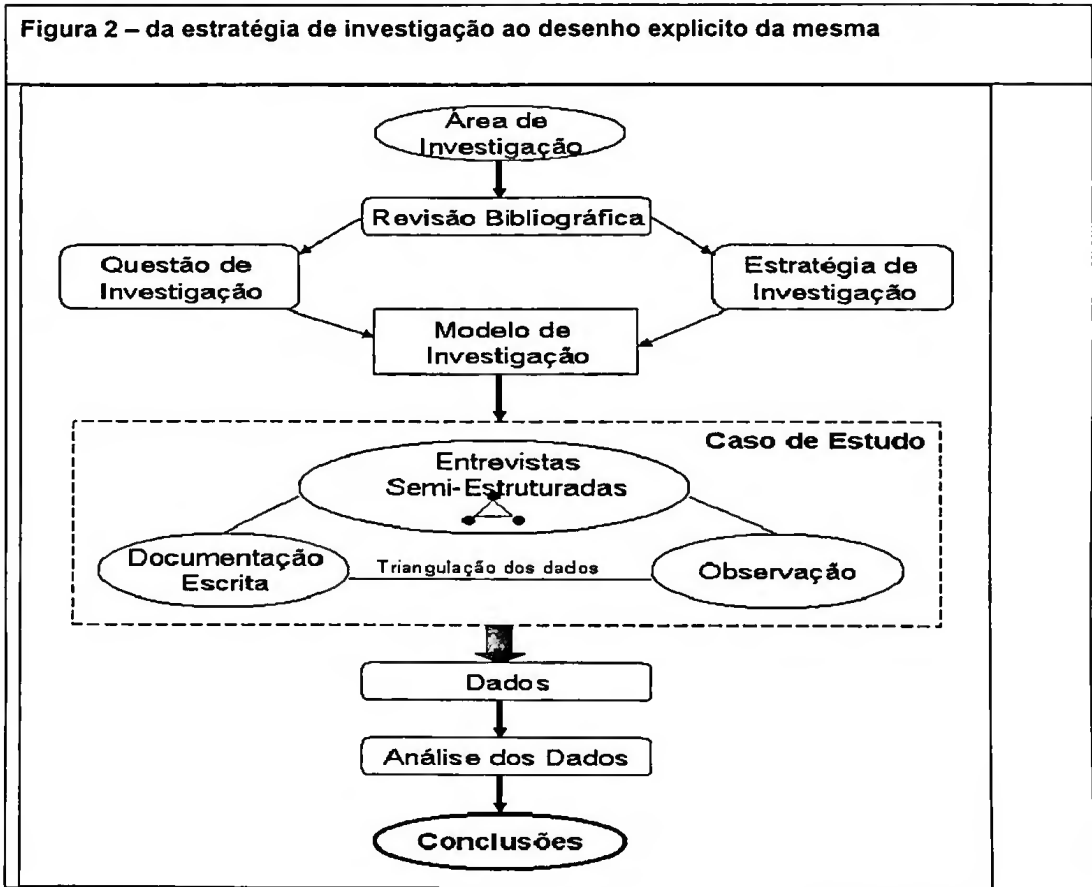 Figura 2 – da estratégia de investigação ao desenho explicito da mesma
Área de
Investigação
Revisão Bibliográfica
Questão de
Investigação
Estratégia de
Investigação
Modelo de
Investigação
Caso de Estudo
Entrevistas
Semi-Estruturadas
Documentação
Escrita
Triangulação dos dados
Observação
Dados
Análise dos Dados
Conclusões